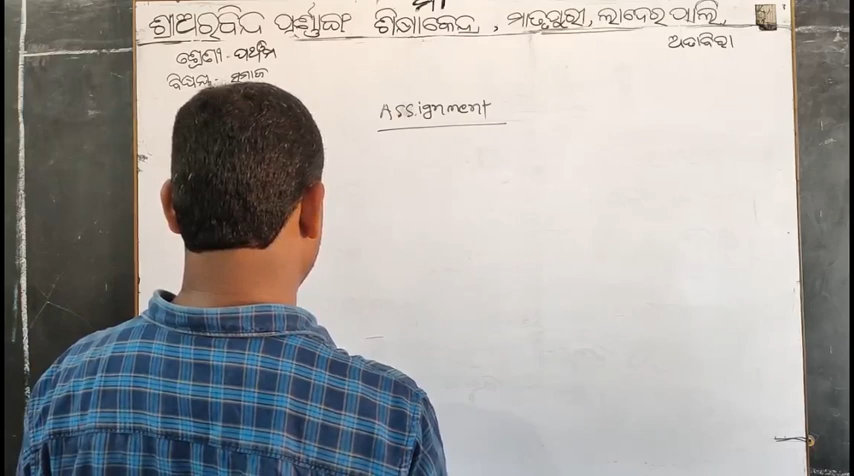 ମା
ଶ୍ରୀଅରବିନ୍ଦ ପୂର୍ଣ୍ଣାଙ୍ଗ ଶିକ୍ଷାକେନ୍ଦ୍ର, ମାତୃପୁରୀ, ଲାଦେର ପାଲି,
ଅତାବିରା
ଶ୍ରେଣୀ - ପ୍ରଥମ
ବିଷୟ - ସମାଜ
Assignment